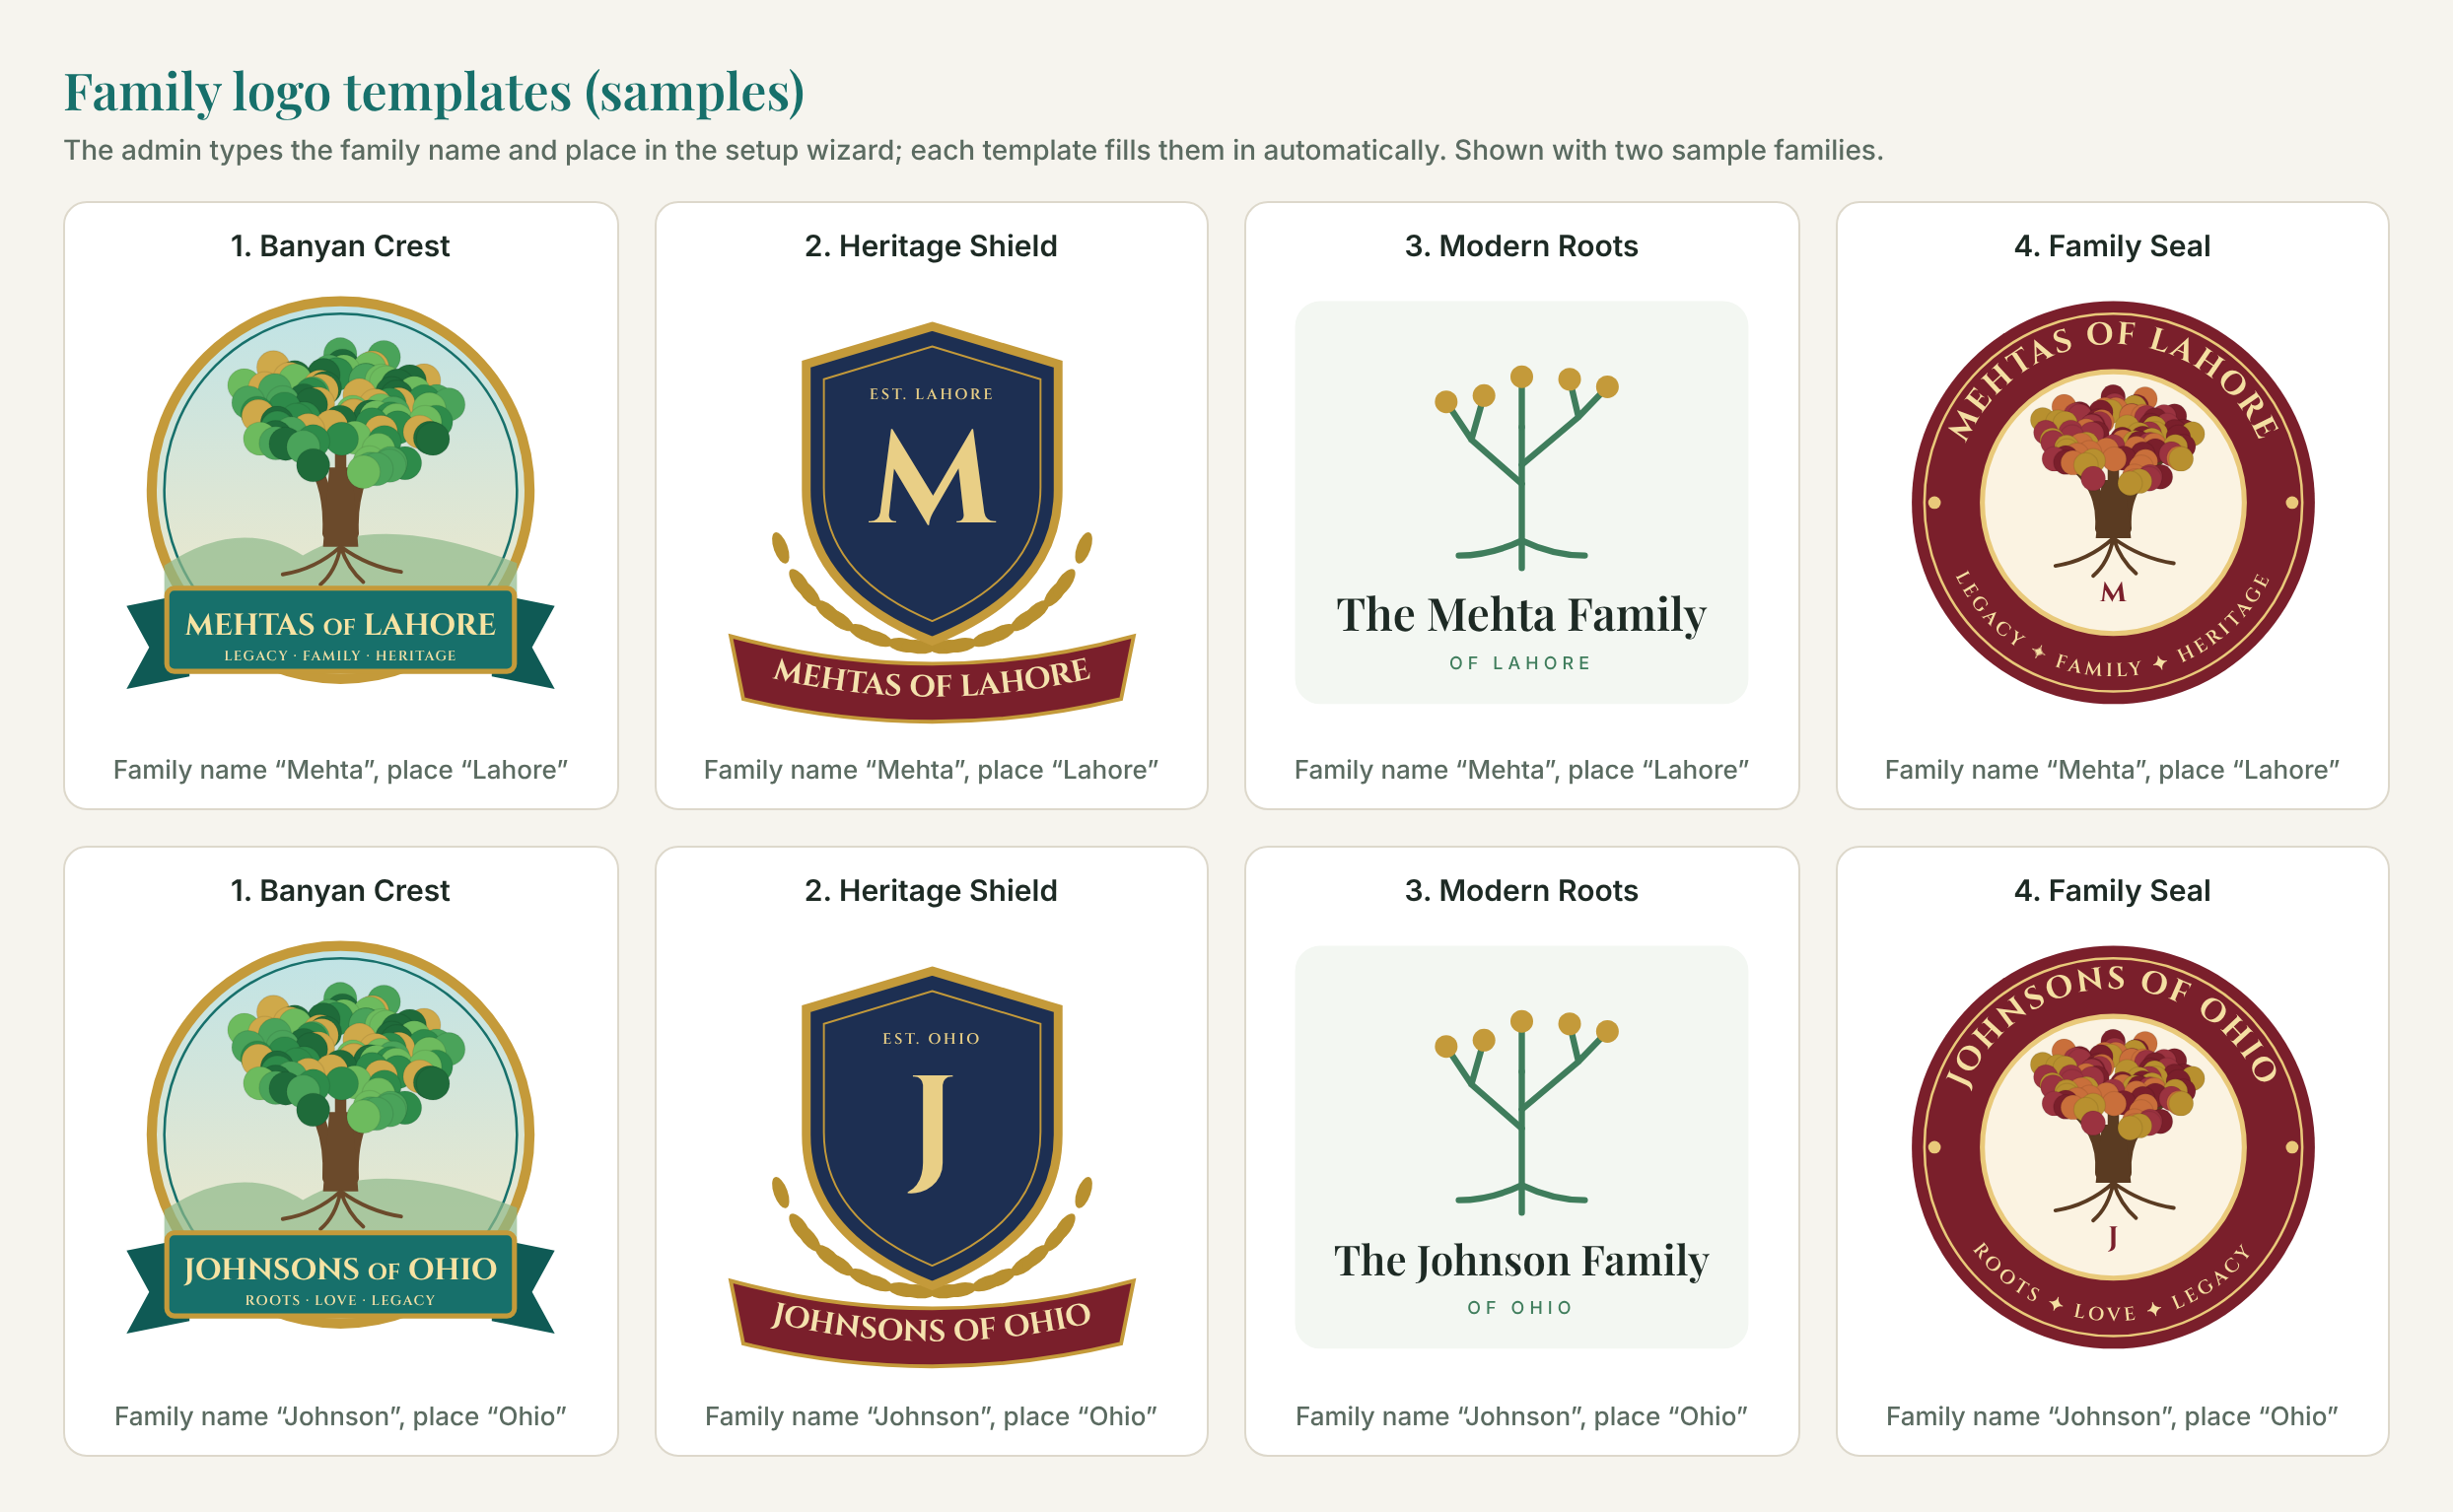 Family logo templates (samples)
The admin types the family name and place in the setup wizard; each template fills them in automatically. Shown with two sample families.
1. Banyan Crest
MEHTAS OF LAHORE
LEGACY · FAMILY · HERITAGE
Family name “Mehta”, place “Lahore”
2. Heritage Shield
EST. LAHORE
M
MEHTAS OF LAHORE
Family name “Mehta”, place “Lahore”
3. Modern Roots
The Mehta Family
OF LAHORE
Family name “Mehta”, place “Lahore”
4. Family Seal
MEHTAS OF LAHORE
M
LEGACY ✦ FAMILY ✦ HERITAGE
Family name “Mehta”, place “Lahore”
1. Banyan Crest
JOHNSONS OF OHIO
ROOTS · LOVE · LEGACY
Family name “Johnson”, place “Ohio”
2. Heritage Shield
EST. OHIO
J
JOHNSONS OF OHIO
Family name “Johnson”, place “Ohio”
3. Modern Roots
The Johnson Family
OF OHIO
Family name “Johnson”, place “Ohio”
4. Family Seal
JOHNSONS OF OHIO
J
ROOTS ✦ LOVE ✦ LEGACY
Family name “Johnson”, place “Ohio”